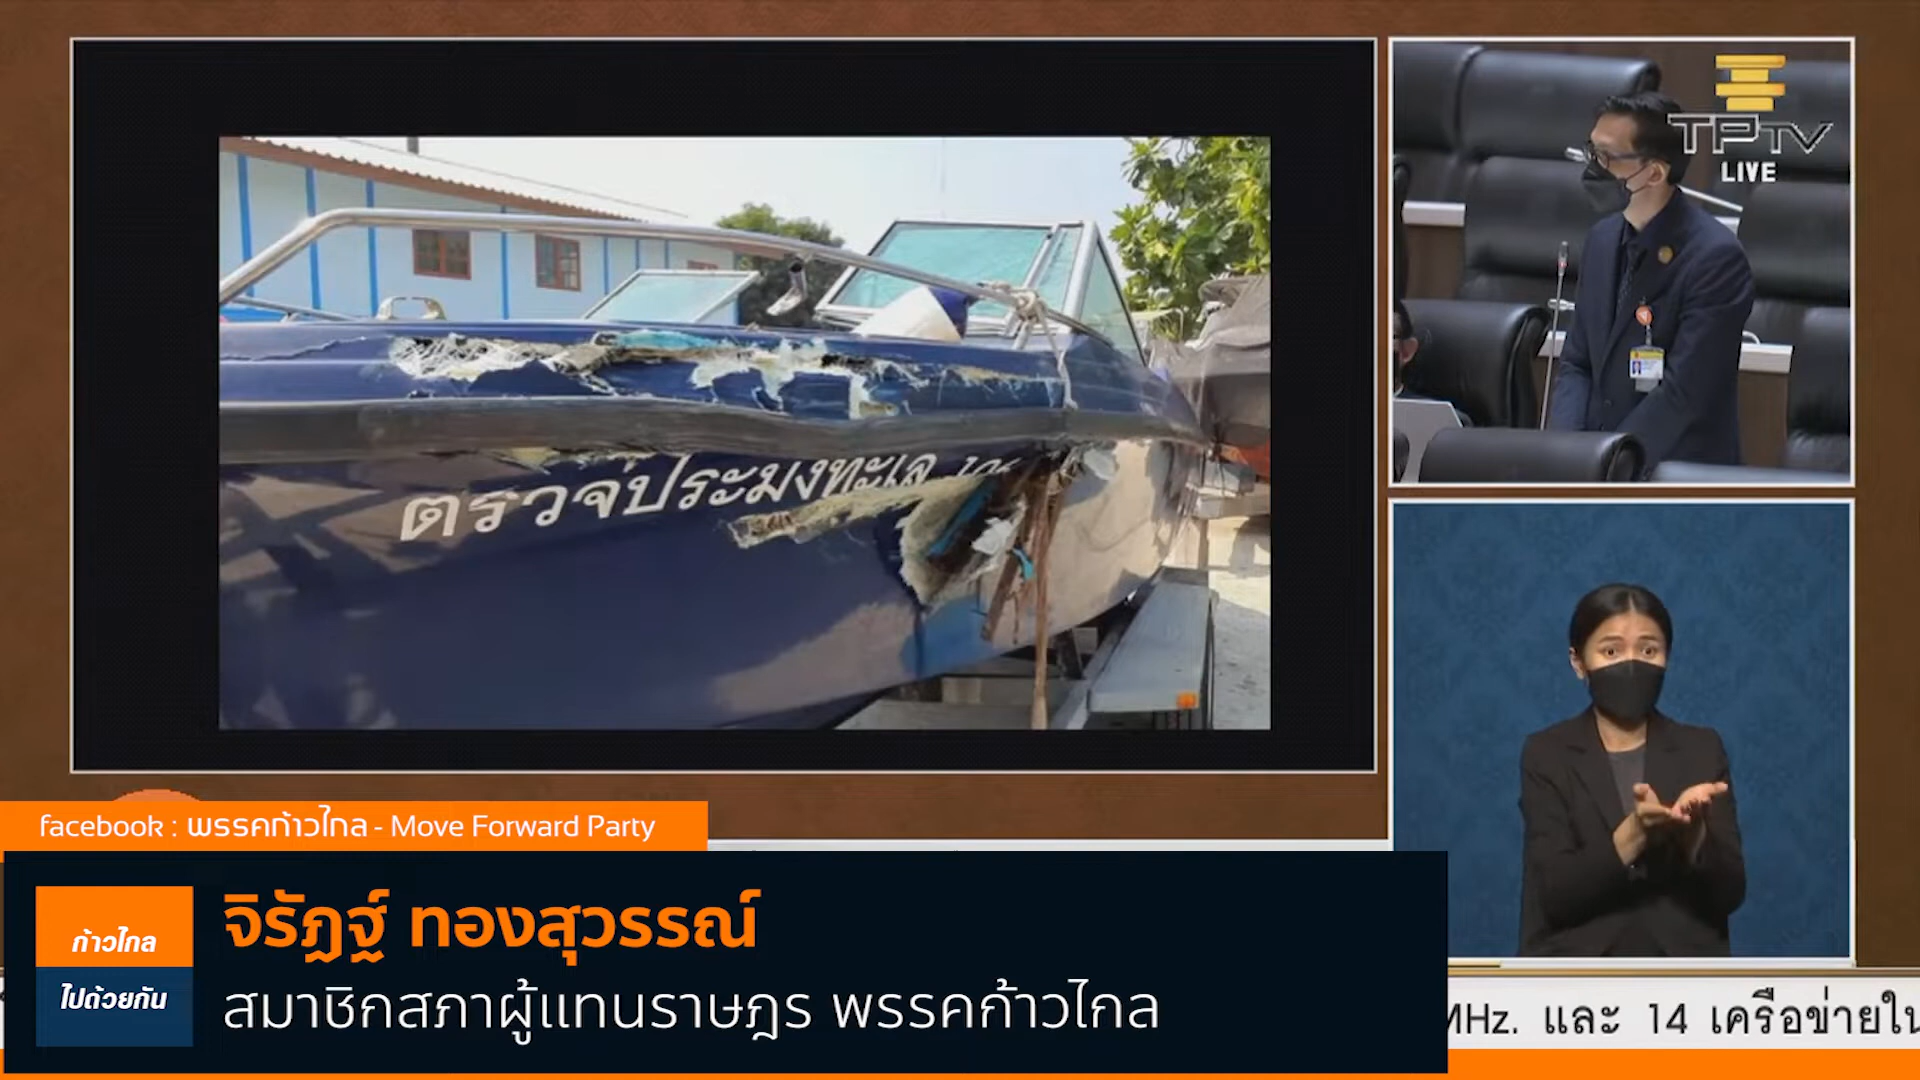 TPTV
LIVE
ตรวจประมงทะเล
facebook : พรรคก้าวไกล - Move Forward Party
ก้าวไกล
ไปด้วยกัน
จิรัฏฐ์ ทองสุวรรณ์
สมาชิกสภาผู้แทนราษฎร พรรคก้าวไกล
MHz. และ 14 เครือข่ายใน